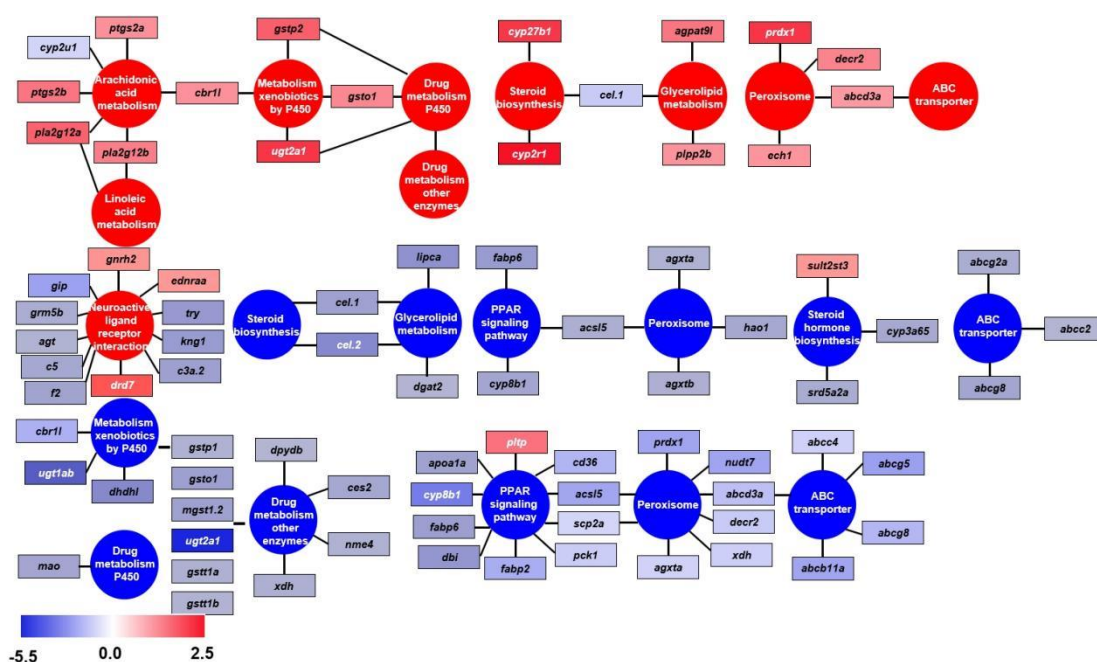 ptgs2a
gstp2
cyp27b1
agpat9l
prdx1
cyp2u1
decr2
Arachidonic
acid
metabolism
Metabolism
xenobiotics
by P450
Drug
metabolism
P450
Steroid
biosynthesis
Glycerolipid
metabolism
Peroxisome
ABC
transporter
ptgs2b
cbr1l
gsto1
cel.1
abcd3a
pla2g12a
pla2g12b
ugt2a1
cyp2r1
plpp2b
ech1
Linoleic
acid
metabolism
Drug
metabolism
other
enzymes
gnrh2
lipca
fabp6
agxta
sult2st3
abcg2a
gip
ednraa
grm5b
try
agt
kng1
c5
c3a.2
f2
drd7
Neuroactive
ligand
receptor
interaction
Steroid
biosynthesis
cel.1
cel.2
Glycerolipid
metabolism
PPAR
signaling
pathway
acsl5
Peroxisome
hao1
Steroid
hormone
biosynthesis
cyp3a65
ABC
transporter
abcc2
dgat2
cyp8b1
agxtb
srd5a2a
abcg8
cbr1l
Metabolism
xenobiotics
by P450
ugt1ab
dhdhl
gstp1
gsto1
mgst1.2
ugt2a1
gstt1a
gstt1b
mao
Drug
metabolism
P450
dpydb
ces2
Drug
metabolism
other
enzymes
nme4
xdh
pltp
apoa1a
cd36
cyp8b1
acsl5
fabp6
scp2a
dbi
fabp2
pck1
PPAR
signaling
pathway
prdx1
nudt7
abcd3a
Peroxisome
decr2
xdh
agxta
abcc4
abcg5
ABC
transporter
abcg8
abcb11a
-5.5 0.0 2.5